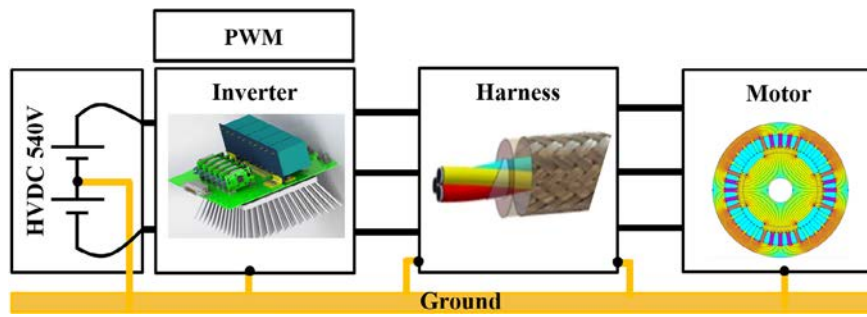 PWM
HVDC 540V
Inverter
Harness
Motor
Ground